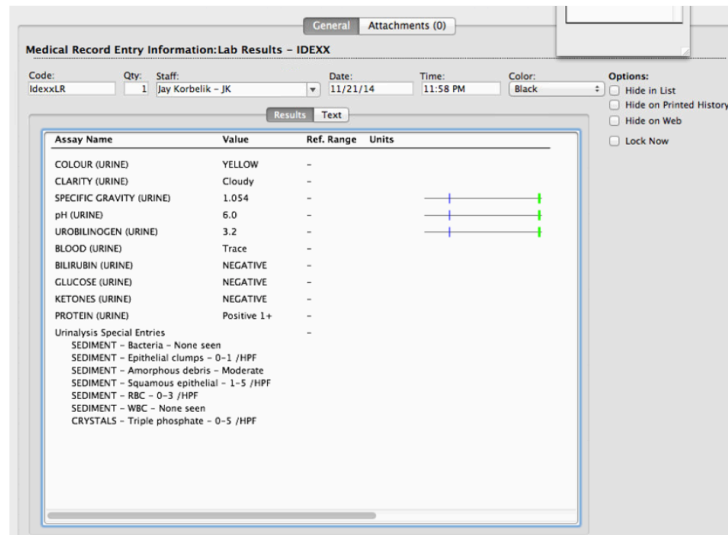 General Attachments (0)
Medical Record Entry Information:Lab Results – IDEXX
Code: Qty: Staff: Date: Time: Color: Options:
IdexxLR 1 Jay Korbelik – JK 11/21/14 11:58 PM Black Hide in List
Hide on Printed History
Hide on Web
Lock Now
Results Text
Assay Name Value Ref. Range Units
COLOUR (URINE) YELLOW –
CLARITY (URINE) Cloudy –
SPECIFIC GRAVITY (URINE) 1.054 –
pH (URINE) 6.0 –
UROBILINOGEN (URINE) 3.2 –
BLOOD (URINE) Trace –
BILIRUBIN (URINE) NEGATIVE –
GLUCOSE (URINE) NEGATIVE –
KETONES (URINE) NEGATIVE –
PROTEIN (URINE) Positive 1+ –
Urinalysis Special Entries –
SEDIMENT – Bacteria – None seen
SEDIMENT – Epithelial clumps – 0–1 /HPF
SEDIMENT – Amorphous debris – Moderate
SEDIMENT – Squamous epithelial – 1–5 /HPF
SEDIMENT – RBC – 0–3 /HPF
SEDIMENT – WBC – None seen
CRYSTALS – Triple phosphate – 0–5 /HPF